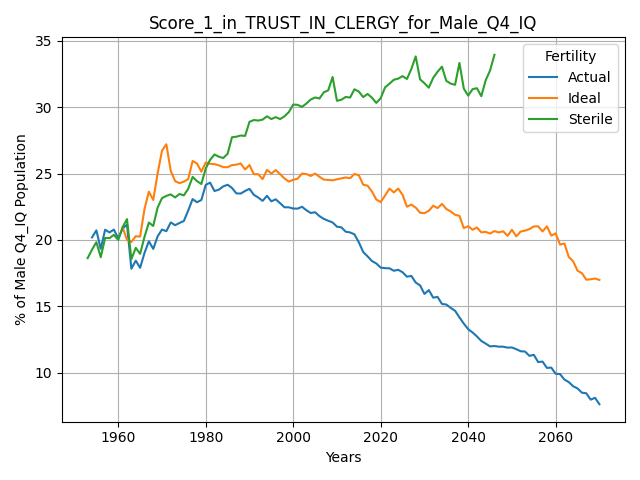 Score_1_in_TRUST_IN_CLERGY_for_Male_Q4_IQ
% of Male Q4_IQ Population
35
30
25
20
15
10
Fertility
Actual
Ideal
Sterile
1960 1980 2000 2020 2040 2060
Years